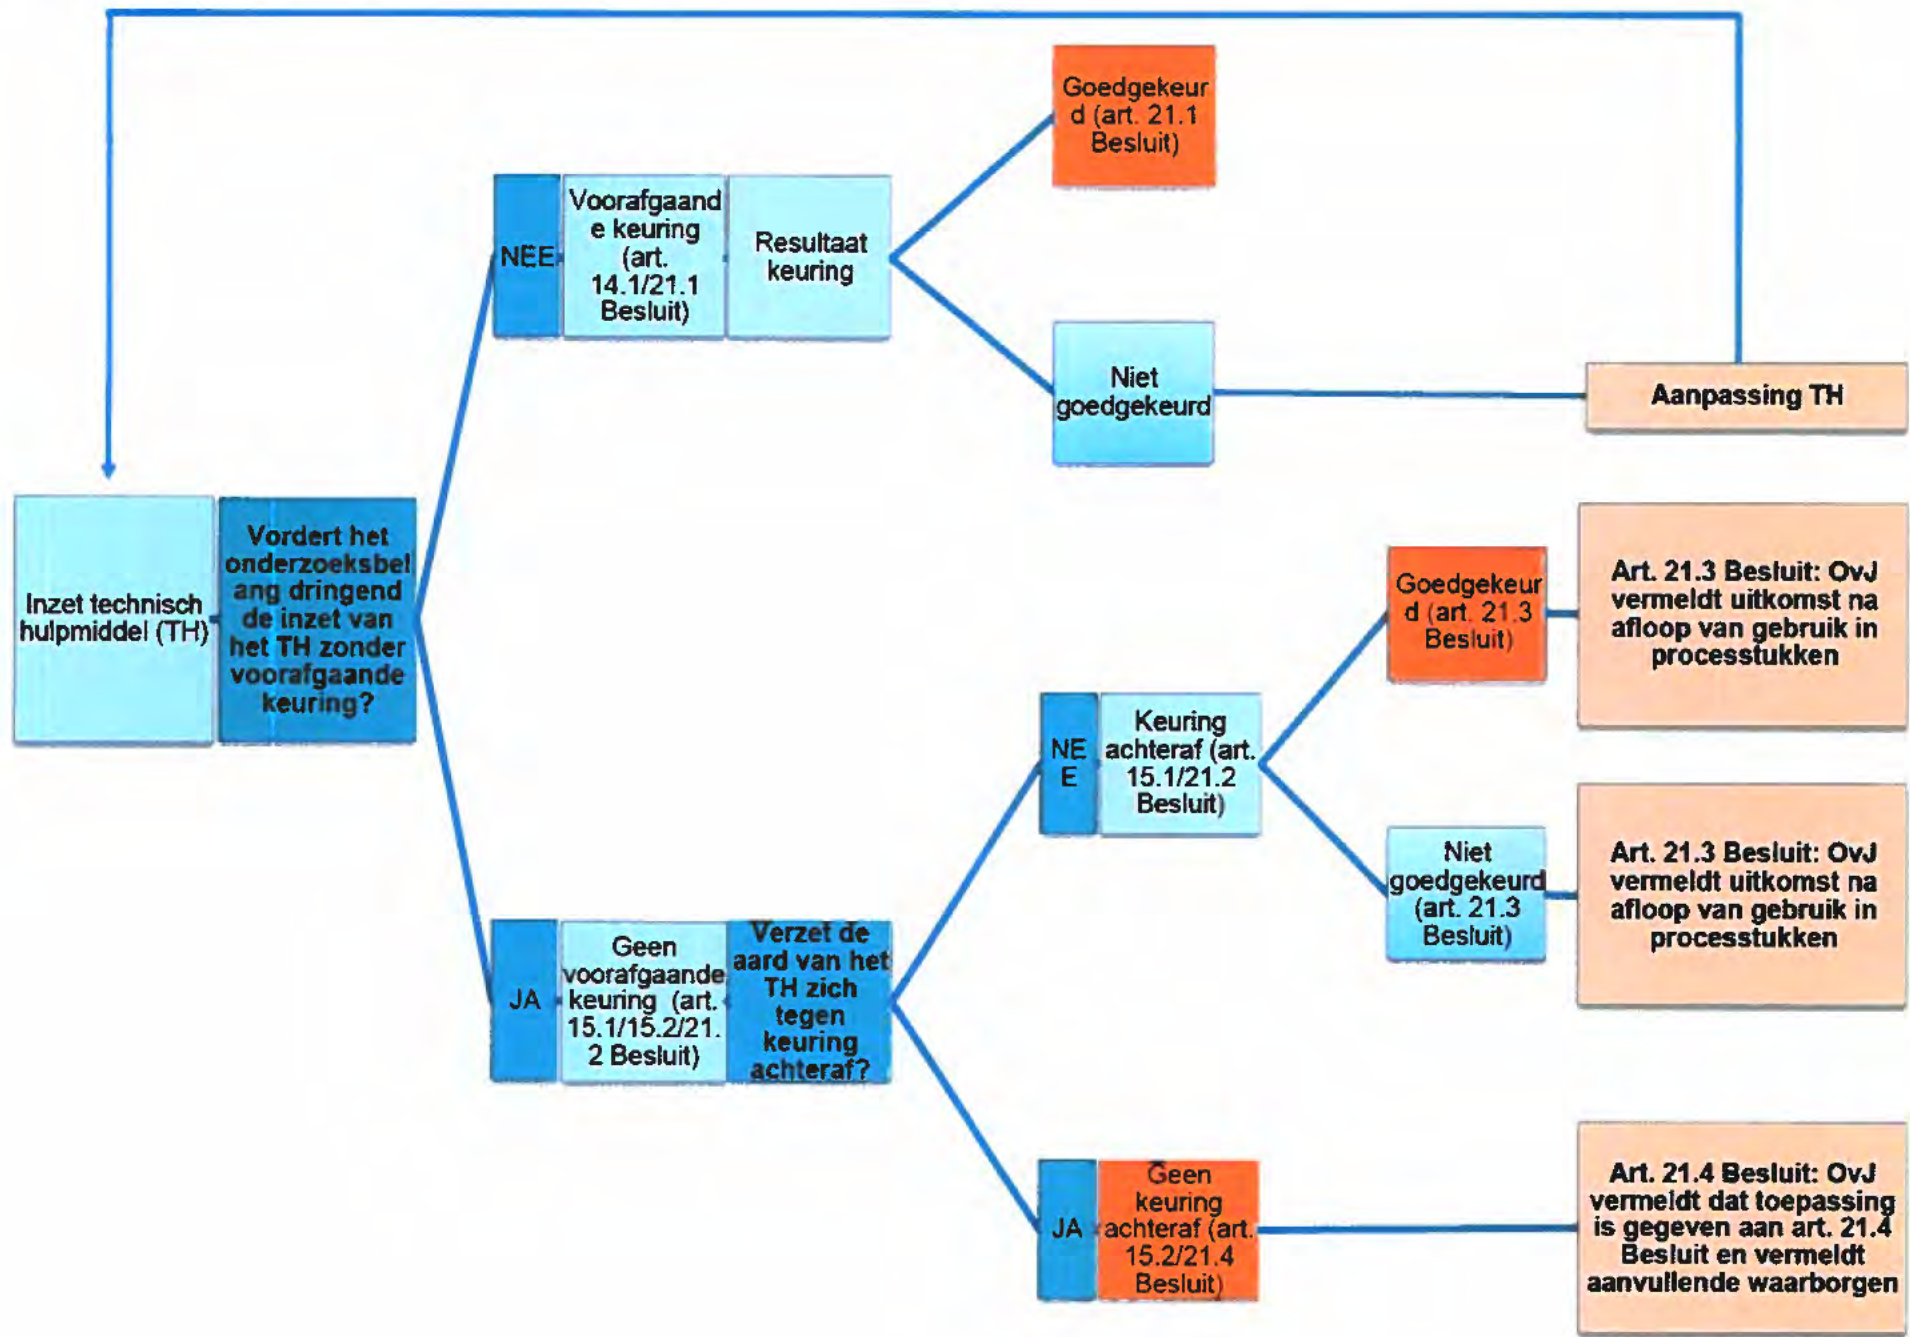 Inzet technisch
hulpmiddel (TH)
Vordert het
onderzoeksbel
ang dringend
de inzet van
het TH zonder
voorafgaande
keuring?
NEE
Voorafgaand
e keuring
(art.
14.1/21.1
Besluit)
Resultaat
keuring
Goedgekeur
d (art. 21.1
Besluit)
Niet
goedgekeurd
Aanpassing TH
JA
Geen
voorafgaande
keuring (art.
15.1/15.2/21.
2 Besluit)
Verzet de
aard van het
TH zich
tegen
keuring
achteraf?
NE
E
Keuring
achteraf (art.
15.1/21.2
Besluit)
Goedgekeur
d (art. 21.3
Besluit)
Art. 21.3 Besluit: OvJ
vermeldt uitkomst na
afloop van gebruik in
processtukken
Niet
goedgekeurd
(art. 21.3
Besluit)
Art. 21.3 Besluit: OvJ
vermeldt uitkomst na
afloop van gebruik in
processtukken
JA
Geen
keuring
achteraf (art.
15.2/21.4
Besluit)
Art. 21.4 Besluit: OvJ
vermeldt dat toepassing
is gegeven aan art. 21.4
Besluit en vermeldt
aanvullende waarborgen